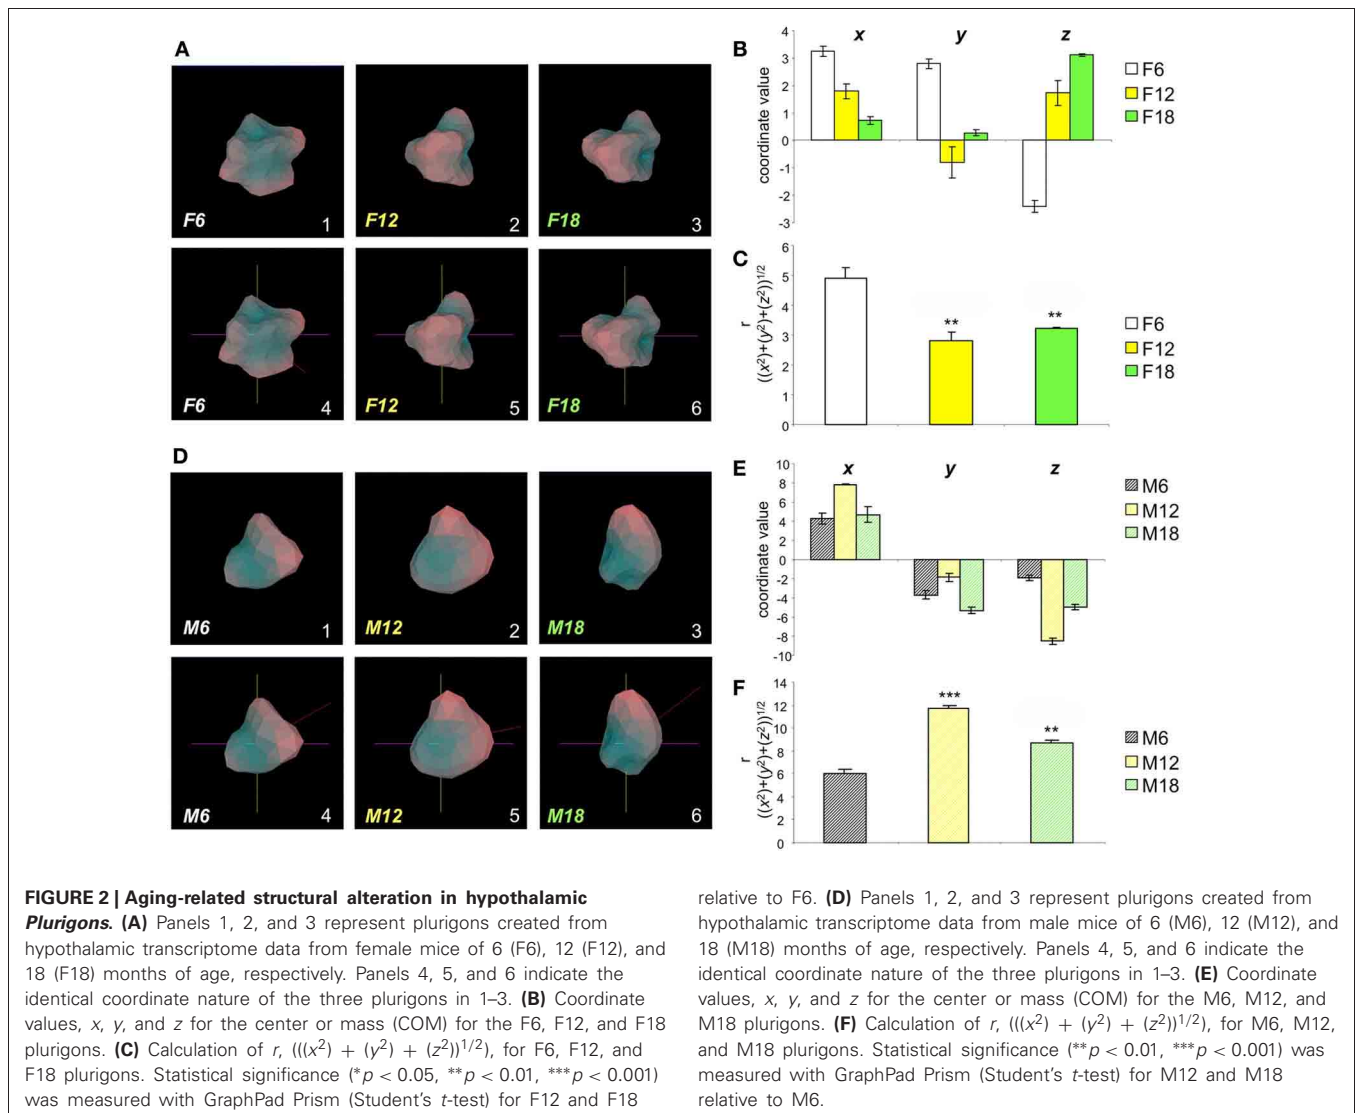 A
F6
1
F12
2
F18
3
F6
4
F12
5
F18
6
B
x
y
z
coordinate value
4
3
2
1
0
-1
-2
-3
F6
F12
F18
C
r
((x²)+(y²)+(z²))¹/²
6
5
4
3
2
1
0
**
**
F6
F12
F18
D
M6
1
M12
2
M18
3
M6
4
M12
5
M18
6
E
x
y
z
coordinate value
10
8
6
4
2
0
-2
-4
-6
-8
-10
M6
M12
M18
F
r
((x²)+(y²)+(z²))¹/²
14
12
10
8
6
4
2
0
***
**
M6
M12
M18
FIGURE 2 | Aging-related structural alteration in hypothalamic
Plurigons. (A) Panels 1, 2, and 3 represent plurigons created from
hypothalamic transcriptome data from female mice of 6 (F6), 12 (F12), and
18 (F18) months of age, respectively. Panels 4, 5, and 6 indicate the
identical coordinate nature of the three plurigons in 1–3. (B) Coordinate
values, x, y, and z for the center or mass (COM) for the F6, F12, and F18
plurigons. (C) Calculation of r, (((x²) + (y²) + (z²))¹/²), for F6, F12, and
F18 plurigons. Statistical significance (*p < 0.05, **p < 0.01, ***p < 0.001)
was measured with GraphPad Prism (Student's t-test) for F12 and F18
relative to F6. (D) Panels 1, 2, and 3 represent plurigons created from
hypothalamic transcriptome data from male mice of 6 (M6), 12 (M12), and
18 (M18) months of age, respectively. Panels 4, 5, and 6 indicate the
identical coordinate nature of the three plurigons in 1–3. (E) Coordinate
values, x, y, and z for the center or mass (COM) for the M6, M12, and
M18 plurigons. (F) Calculation of r, (((x²) + (y²) + (z²))¹/²), for M6, M12,
and M18 plurigons. Statistical significance (**p < 0.01, ***p < 0.001) was
measured with GraphPad Prism (Student's t-test) for M12 and M18
relative to M6.